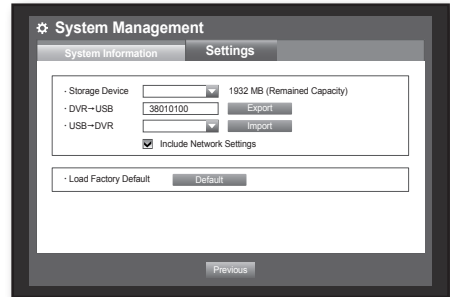 System Management
System Information Settings
· Storage Device 1932 MB (Remained Capacity)
· DVR→USB 38010100 Export
· USB→DVR Import
Include Network Settings
· Load Factory Default Default
Previous